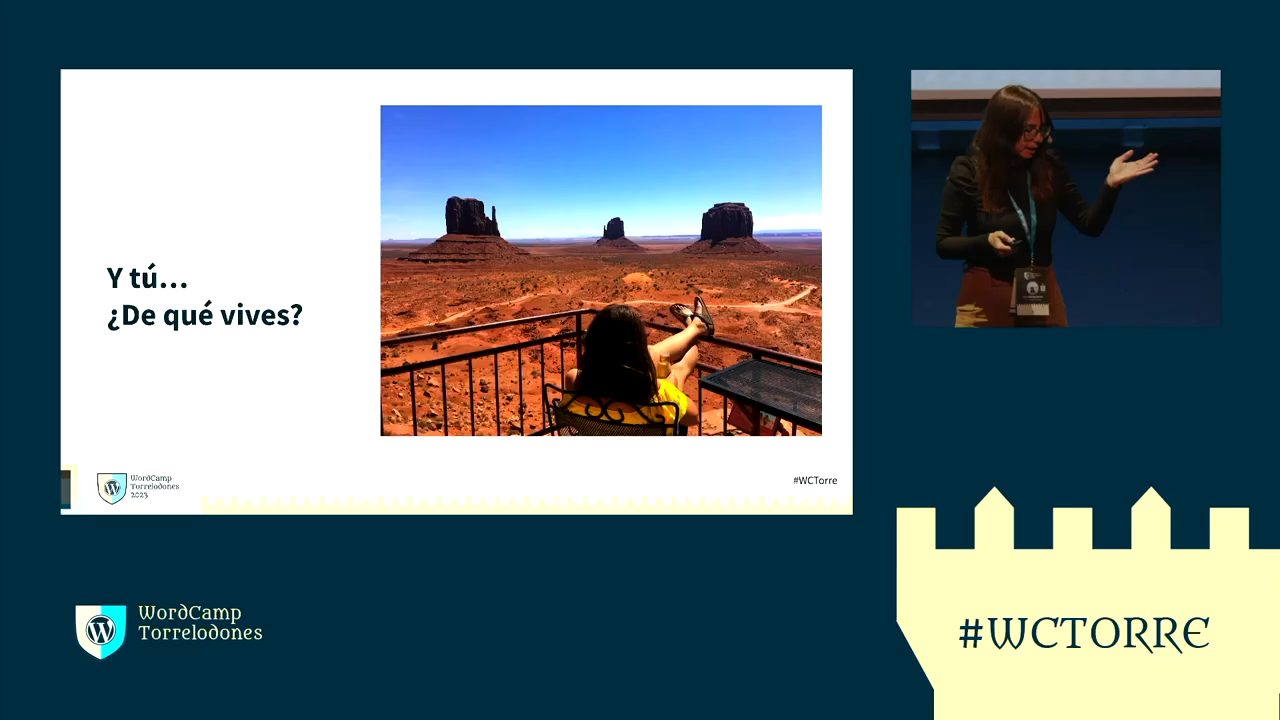 Y tú...
¿De qué vives?
WordCamp
Torrelodones
2023
#WCTorre
WordCamp
Torrelodones
#WCTORRE